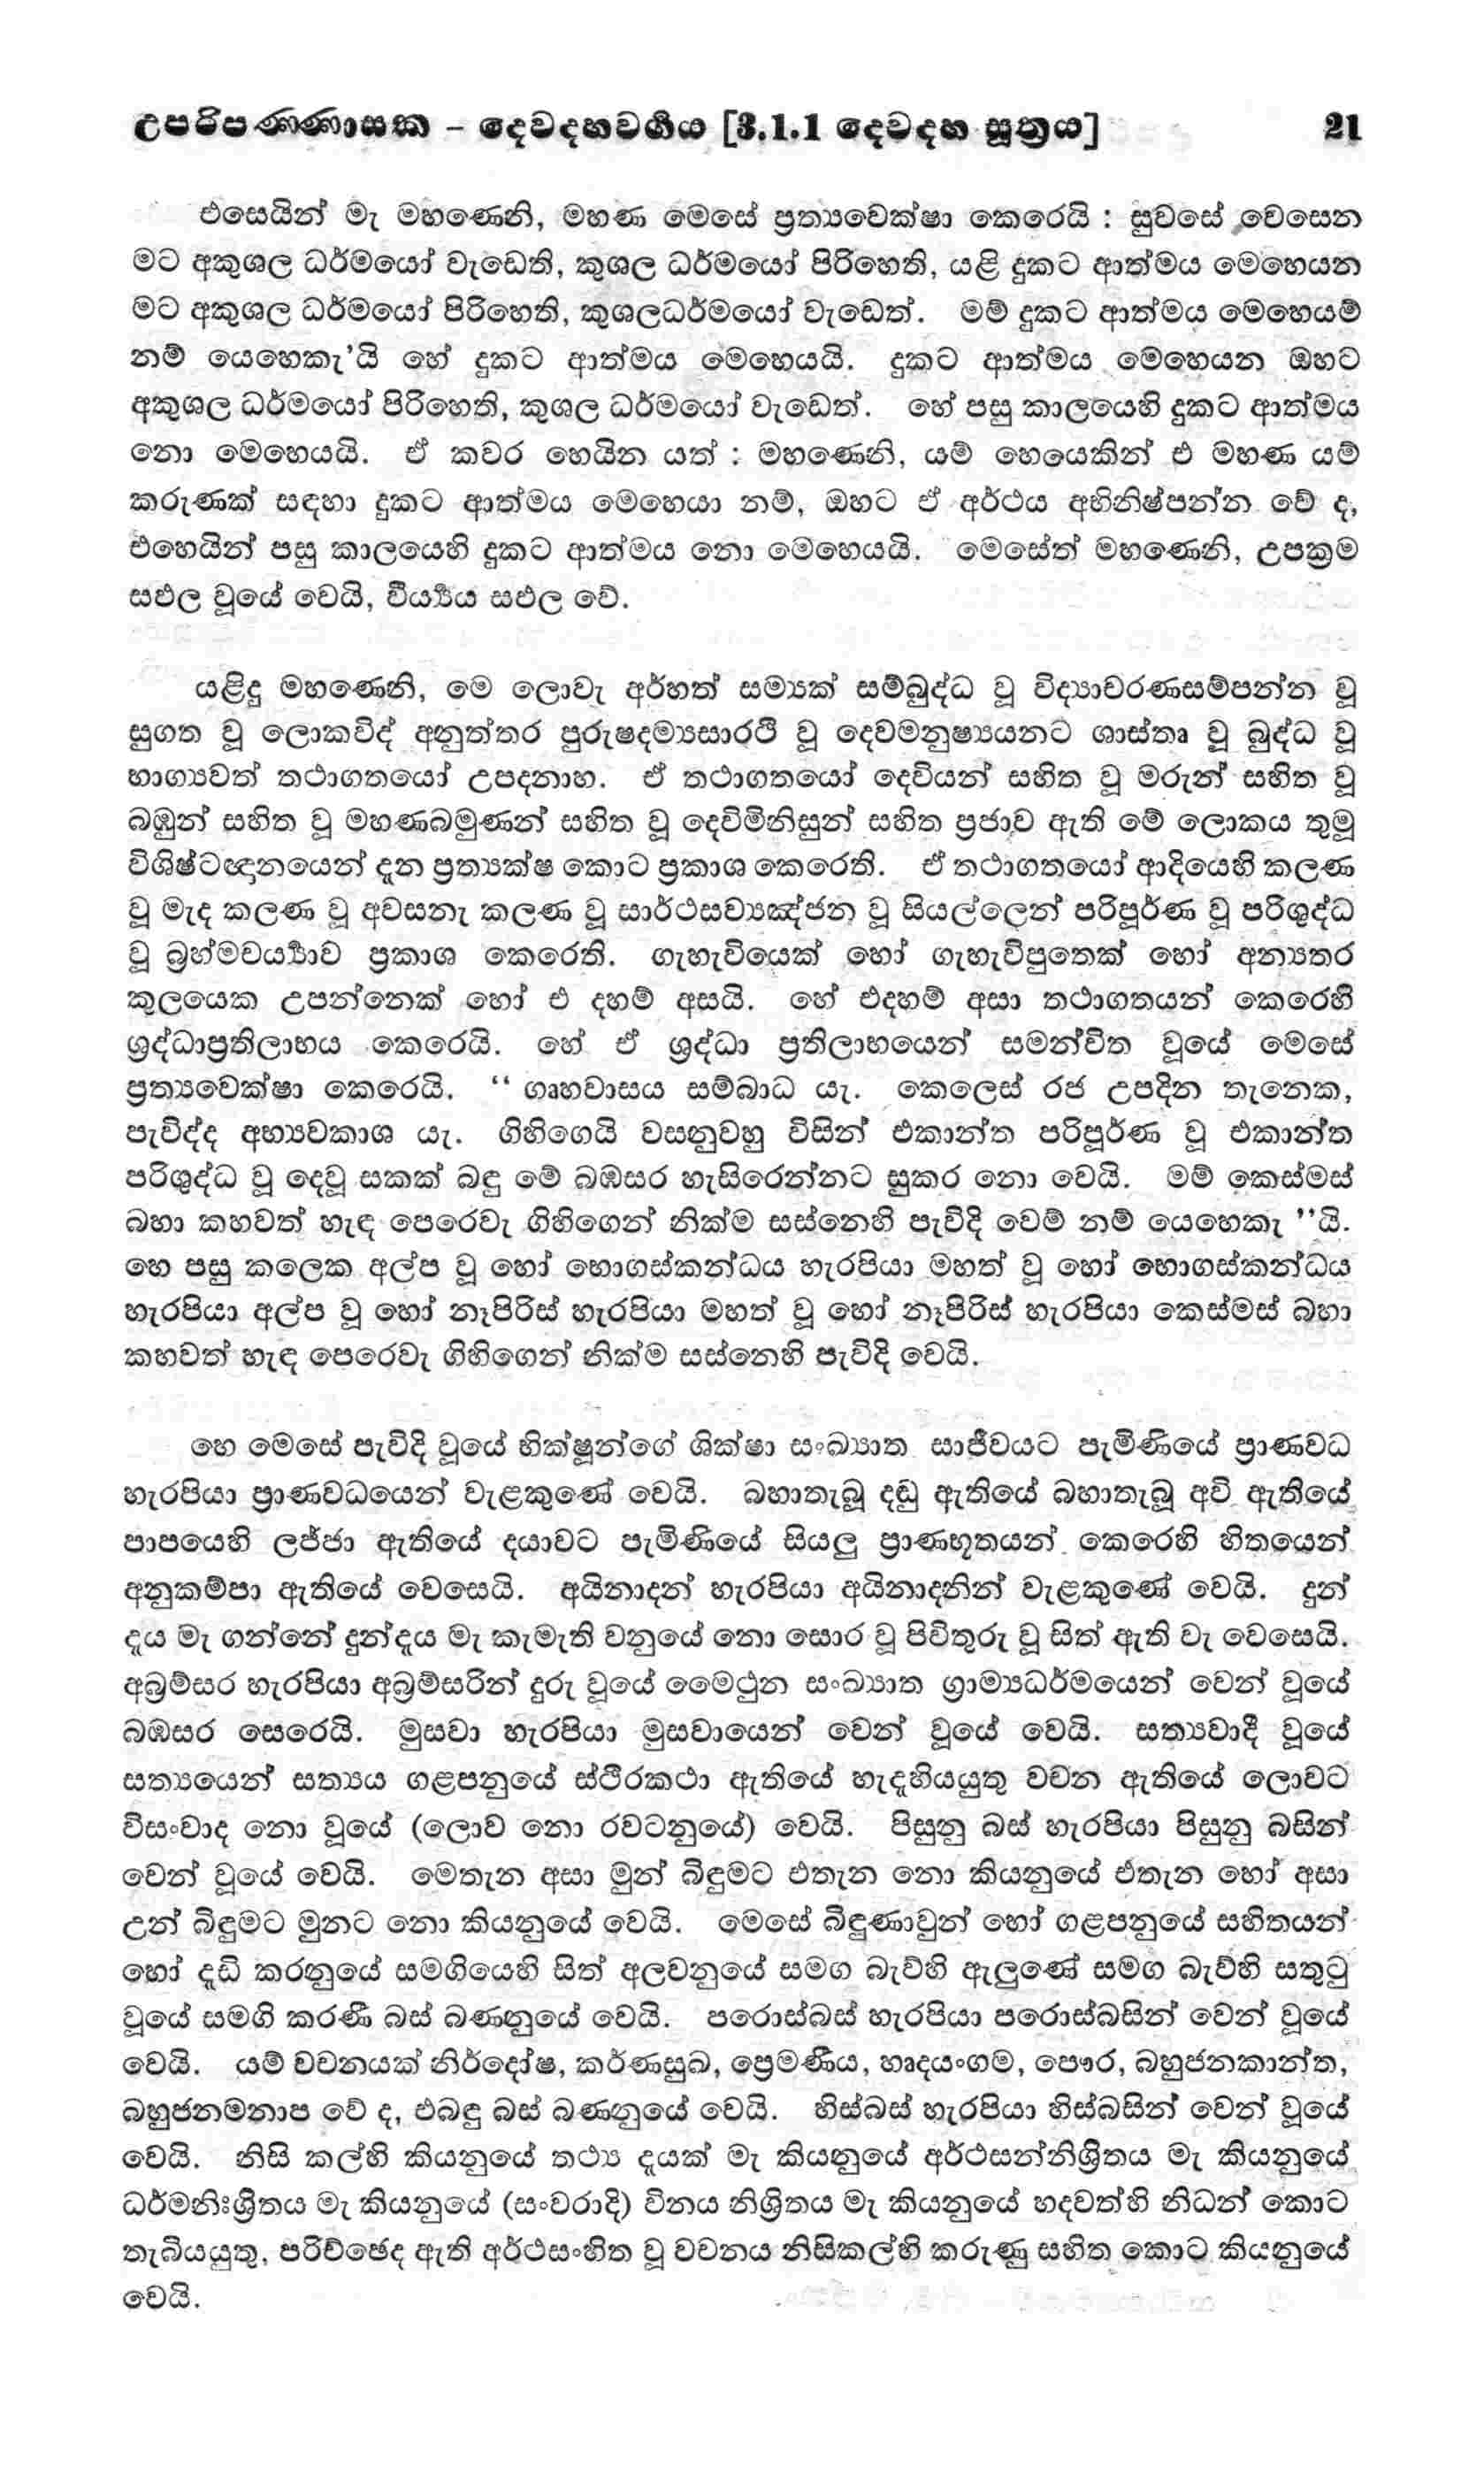 උපරිපණ්ණාසක – දෙවදහවර්‍ගය [3.1.1 දෙවදහ සූත්‍රය] 21
එසෙයින් මැ මහණෙනි, මහණ මෙසේ ප්‍රත්‍යවෙක්ෂා කෙරෙයි : සුවසේ වෙසෙන
මට අකුශල ධර්මයෝ වැඩෙති, කුශල ධර්මයෝ පිරිහෙති, යළි දුකට ආත්මය මෙහෙයන
මට අකුශල ධර්මයෝ පිරිහෙති, කුශලධර්මයෝ වැඩෙත්. මම් දුකට ආත්මය මෙහෙයම්
නම් යෙහෙකැ’යි හේ දුකට ආත්මය මෙහෙයයි. දුකට ආත්මය මෙහෙයන ඔහට
අකුශල ධර්මයෝ පිරිහෙති, කුශල ධර්මයෝ වැඩෙත්. හේ පසු කාලයෙහි දුකට ආත්මය
නො මෙහෙයයි. ඒ කවර හෙයින යත් : මහණෙනි, යම් හෙයෙකින් එ මහණ යම්
කරුණක් සඳහා දුකට ආත්මය මෙහෙයා නම්, ඔහට ඒ අර්ථය අභිනිෂ්පන්න වේ ද,
එහෙයින් පසු කාලයෙහි දුකට ආත්මය නො මෙහෙයයි. මෙසේත් මහණෙනි, උපක්‍රම
සඵල වූයේ වෙයි, වීර්‍ය්‍යය සඵල වේ.
යළිදු මහණෙනි, මෙ ලොවැ අර්හත් සම්‍යක් සම්බුද්ධ වූ විද්‍යාචරණසම්පන්න වූ
සුගත වූ ලොකවිද් අනුත්තර පුරුෂදම්‍යසාරථි වූ දෙවමනුෂ්‍යයනට ශාස්තෘ වූ බුද්ධ වූ
භාග්‍යවත් තථාගතයෝ උපදනාහ. ඒ තථාගතයෝ දෙවියන් සහිත වූ මරුන් සහිත වූ
බඹුන් සහිත වූ මහණබමුණන් සහිත වූ දෙව්මිනිසුන් සහිත ප්‍රජාව ඇති මේ ලොකය තුමූ
විශිෂ්ටඥානයෙන් දැන ප්‍රත්‍යක්ෂ කොට ප්‍රකාශ කෙරෙති. ඒ තථාගතයෝ ආදියෙහි කලණ
වූ මැද කලණ වූ අවසනැ කලණ වූ සාර්ථසව්‍යඤ්ජන වූ සියල්ලෙන් පරිපූර්ණ වූ පරිශුද්ධ
වූ බ්‍රහ්මචර්‍ය්‍යාව ප්‍රකාශ කෙරෙති. ගැහැවියෙක් හෝ ගැහැවිපුතෙක් හෝ අන්‍යතර
කුලයෙක උපන්නෙක් හෝ එ දහම් අසයි. හේ එදහම් අසා තථාගතයන් කෙරෙහි
ශ්‍රද්ධාප්‍රතිලාභය කෙරෙයි. හේ ඒ ශ්‍රද්ධා ප්‍රතිලාභයෙන් සමන්විත වූයේ මෙසේ
ප්‍රත්‍යවෙක්ෂා කෙරෙයි. “ ගෘහවාසය සම්බාධ යැ. කෙලෙස් රජ උපදින තැනෙක,
පැවිද්ද අභ්‍යවකාශ යැ. ගිහිගෙයි වසනුවහු විසින් එකාන්ත පරිපූර්ණ වූ එකාන්ත
පරිශුද්ධ වූ දෙවූ සකක් බඳු මේ බඹසර හැසිරෙන්නට සුකර නො වෙයි. මම් කෙස්මස්
බහා කහවත් හැඳ පෙරෙවැ ගිහිගෙන් නික්ම සස්නෙහි පැවිදි වෙම් නම් යෙහෙකැ ”යි.
හෙ පසු කලෙක අල්ප වූ හෝ භොගස්කන්ධය හැරපියා මහත් වූ හෝ භොගස්කන්ධය
හැරපියා අල්ප වූ හෝ නෑපිරිස් හැරපියා මහත් වූ හෝ නෑපිරිස් හැරපියා කෙස්මස් බහා
කහවත් හැඳ පෙරෙවැ ගිහිගෙන් නික්ම සස්නෙහි පැවිදි වෙයි.
හෙ මෙසේ පැවිදි වූයේ භික්ෂූන්ගේ ශික්ෂා සංඛ්‍යාත සාජීවයට පැමිණියේ ප්‍රාණවධ
හැරපියා ප්‍රාණවධයෙන් වැළකුණේ වෙයි. බහාතැබූ දඬු ඇතියේ බහාතැබූ අවි ඇතියේ
පාපයෙහි ලජ්ජා ඇතියේ දයාවට පැමිණියේ සියලු ප්‍රාණභූතයන් කෙරෙහි හිතයෙන්
අනුකම්පා ඇතියේ වෙසෙයි. අයිනාදන් හැරපියා අයිනාදනින් වැළකුණේ වෙයි. දුන්
දැය මැ ගන්නේ දුන්දැය මැ කැමැති වනුයේ නො සොර වූ පිවිතුරු වූ සිත් ඇති වැ වෙසෙයි.
අබ්‍රම්සර හැරපියා අබ්‍රම්සරින් දුරු වූයේ මෛථුන සංඛ්‍යාත ග්‍රාම්‍යධර්මයෙන් වෙන් වූයේ
බඹසර සෙරෙයි. මුසවා හැරපියා මුසවායෙන් වෙන් වූයේ වෙයි. සත්‍යවාදී වූයේ
සත්‍යයෙන් සත්‍යය ගළපනුයේ ස්ථිරකථා ඇතියේ හැදැහියයුතු වචන ඇතියේ ලොවට
විසංවාද නො වූයේ (ලොව නො රවටනුයේ) වෙයි. පිසුනු බස් හැරපියා පිසුනු බසින්
වෙන් වූයේ වෙයි. මෙතැන අසා මුන් බිඳුමට එතැන නො කියනුයේ එතැන හෝ අසා
උන් බිඳුමට මුනට නො කියනුයේ වෙයි. මෙසේ බිඳුණාවුන් හෝ ගළපනුයේ සහිතයන්
හෝ දැඩි කරනුයේ සමගියෙහි සිත් අලවනුයේ සමග බැව්හි ඇලුණේ සමග බැව්හි සතුටු
වූයේ සමගි කරණී බස් බණනුයේ වෙයි. පරොස්බස් හැරපියා පරොස්බසින් වෙන් වූයේ
වෙයි. යම් වචනයක් නිර්දෝෂ, කර්ණසුඛ, ප්‍රෙමණීය, හෘදයංගම, පෞර, බහුජනකාන්ත,
බහුජනමනාප වේ ද, එබඳු බස් බණනුයේ වෙයි. හිස්බස් හැරපියා හිස්බසින් වෙන් වූයේ
වෙයි. නිසි කල්හි කියනුයේ තථ්‍ය දැයක් මැ කියනුයේ අර්ථසන්නිශ්‍රිතය මැ කියනුයේ
ධර්මනිඃශ්‍රිතය මැ කියනුයේ (සංවරාදි) විනය නිශ්‍රිතය මැ කියනුයේ හදවත්හි නිධන් කොට
තැබියයුතු, පරිච්ඡෙද ඇති අර්ථසංහිත වූ වචනය නිසිකල්හි කරුණු සහිත කොට කියනුයේ
වෙයි.